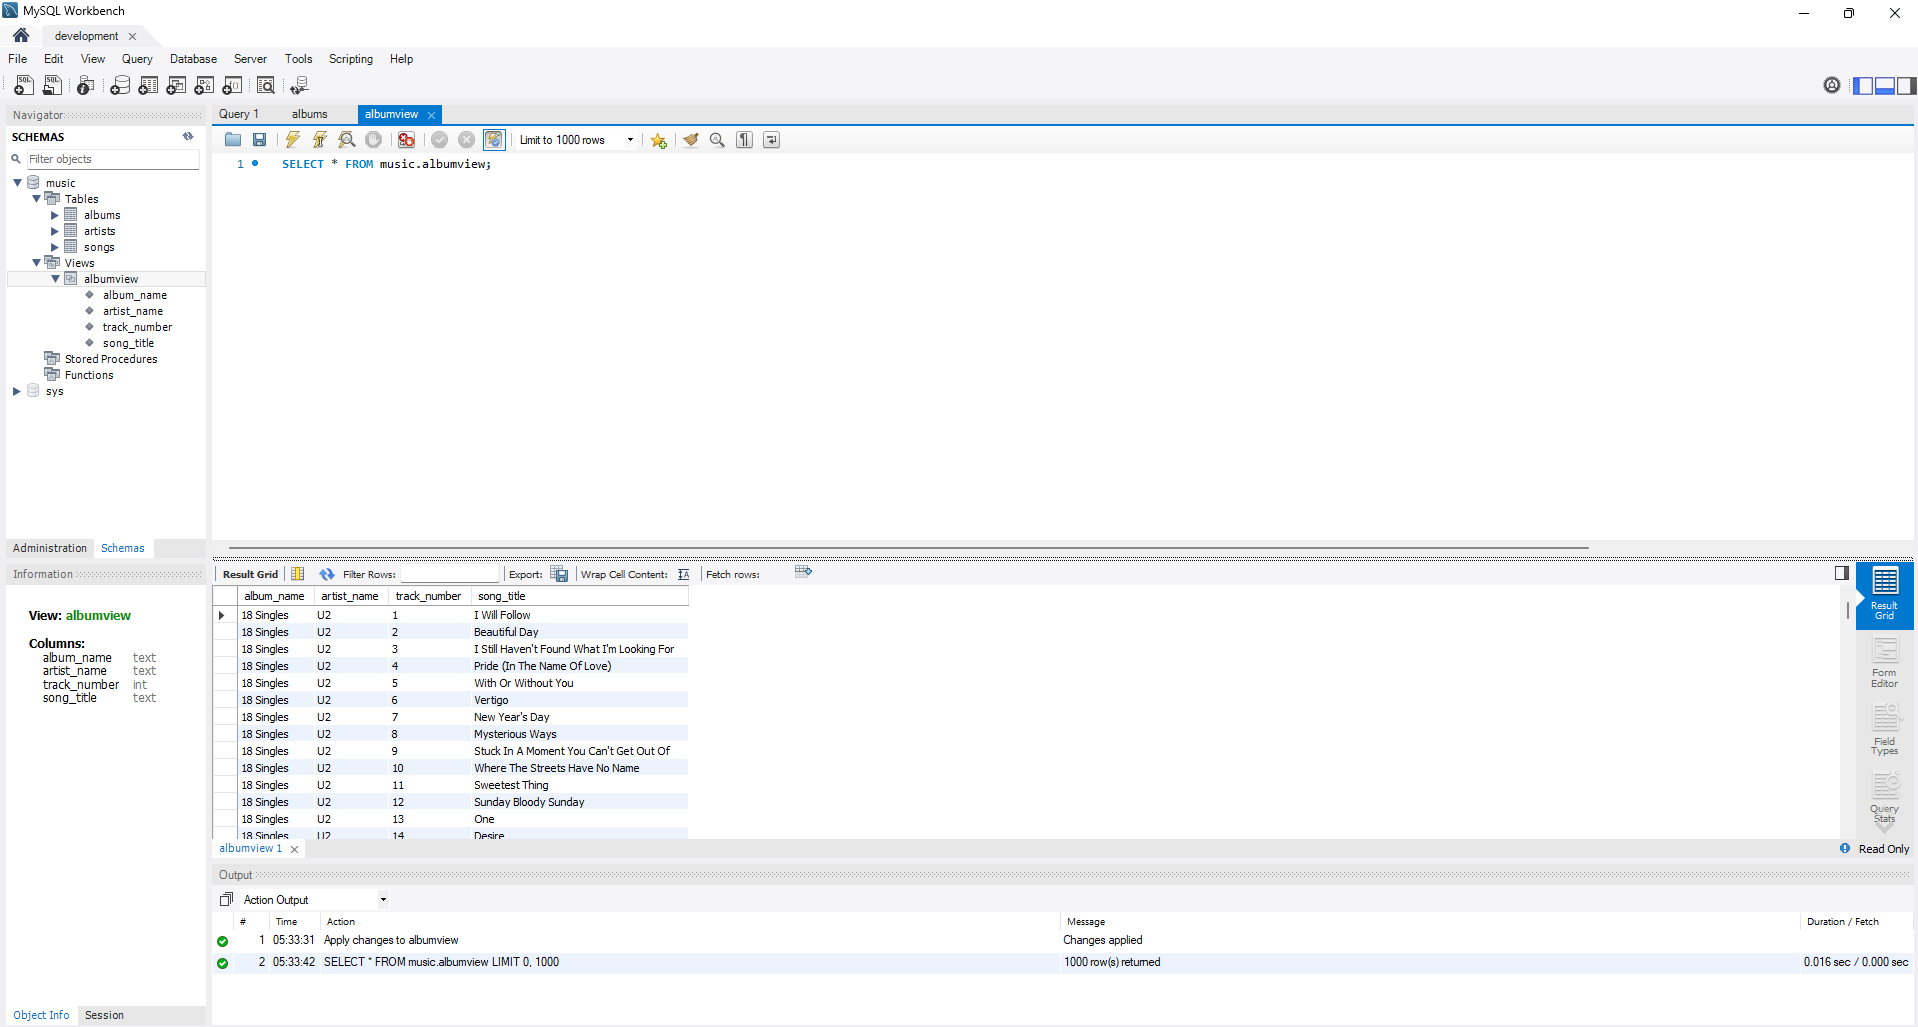 MySQL Workbench
development
File Edit View Query Database Server Tools Scripting Help
Navigator
SCHEMAS
Filter objects
music
Tables
albums
artists
songs
Views
albumview
album_name
artist_name
track_number
song_title
Stored Procedures
Functions
sys
Administration Schemas
Information
View: albumview
Columns:
album_name text
artist_name text
track_number int
song_title text
Object Info Session
Query 1 albums albumview
Limit to 1000 rows
1 SELECT * FROM music.albumview;
Result Grid Filter Rows: Export: Wrap Cell Content: Fetch rows:
album_name artist_name track_number song_title
18 Singles U2 1 I Will Follow
18 Singles U2 2 Beautiful Day
18 Singles U2 3 I Still Haven't Found What I'm Looking For
18 Singles U2 4 Pride (In The Name Of Love)
18 Singles U2 5 With Or Without You
18 Singles U2 6 Vertigo
18 Singles U2 7 New Year's Day
18 Singles U2 8 Mysterious Ways
18 Singles U2 9 Stuck In A Moment You Can't Get Out Of
18 Singles U2 10 Where The Streets Have No Name
18 Singles U2 11 Sweetest Thing
18 Singles U2 12 Sunday Bloody Sunday
18 Singles U2 13 One
18 Singles U2 14 Desire
Result
Grid
Form
Editor
Field
Types
Query
Stats
albumview 1
Read Only
Output
Action Output
# Time Action Message Duration / Fetch
1 05:33:31 Apply changes to albumview Changes applied
2 05:33:42 SELECT * FROM music.albumview LIMIT 0, 1000 1000 row(s) returned 0.016 sec / 0.000 sec